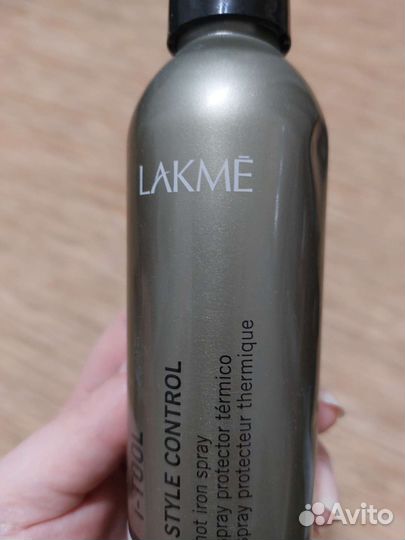 LAKMĒ
I-TOOL
STYLE CONTROL
hot iron spray
spray protector térmico
spray protecteur thermique
Avito